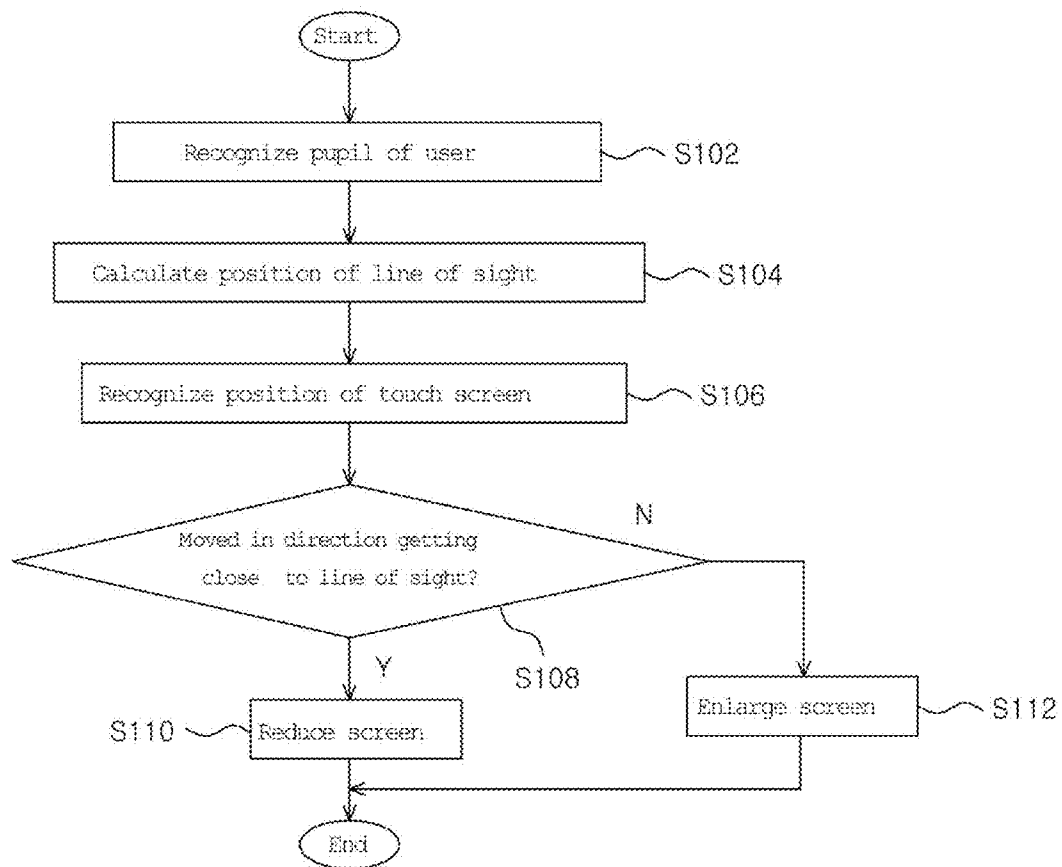 Start
Recognize pupil of user
S102
Calculate position of line of sight
S104
Recognize position of touch screen
S106
Moved in direction getting
close to line of sight?
N
S108
Y
S110
Reduce screen
Enlarge screen
S112
End